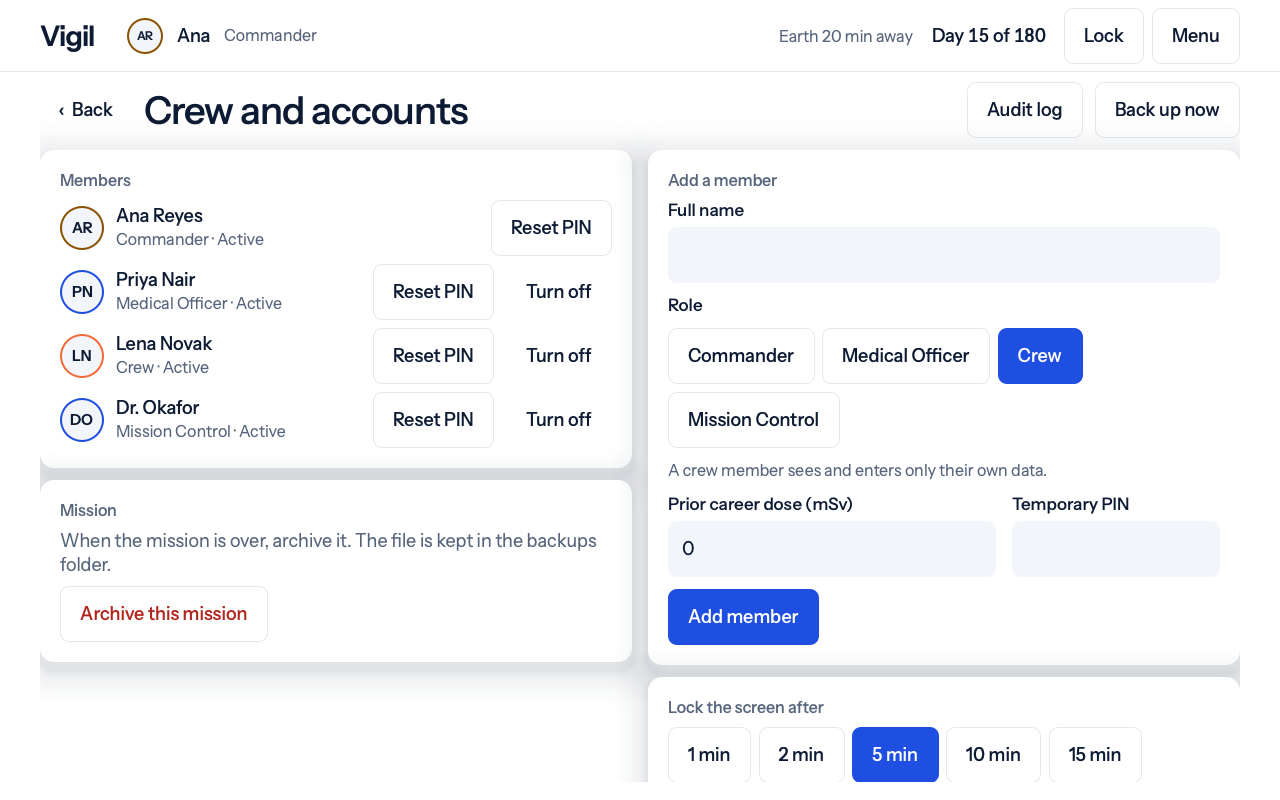 Vigil
AR
Ana
Commander
Earth 20 min away
Day 15 of 180
Lock
Menu
‹ Back
Crew and accounts
Audit log
Back up now
Members
AR
Ana Reyes
Commander · Active
Reset PIN
PN
Priya Nair
Medical Officer · Active
Reset PIN
Turn off
LN
Lena Novak
Crew · Active
Reset PIN
Turn off
DO
Dr. Okafor
Mission Control · Active
Reset PIN
Turn off
Mission
When the mission is over, archive it. The file is kept in the backups
folder.
Archive this mission
Add a member
Full name
Role
Commander
Medical Officer
Crew
Mission Control
A crew member sees and enters only their own data.
Prior career dose (mSv)
Temporary PIN
0
Add member
Lock the screen after
1 min
2 min
5 min
10 min
15 min